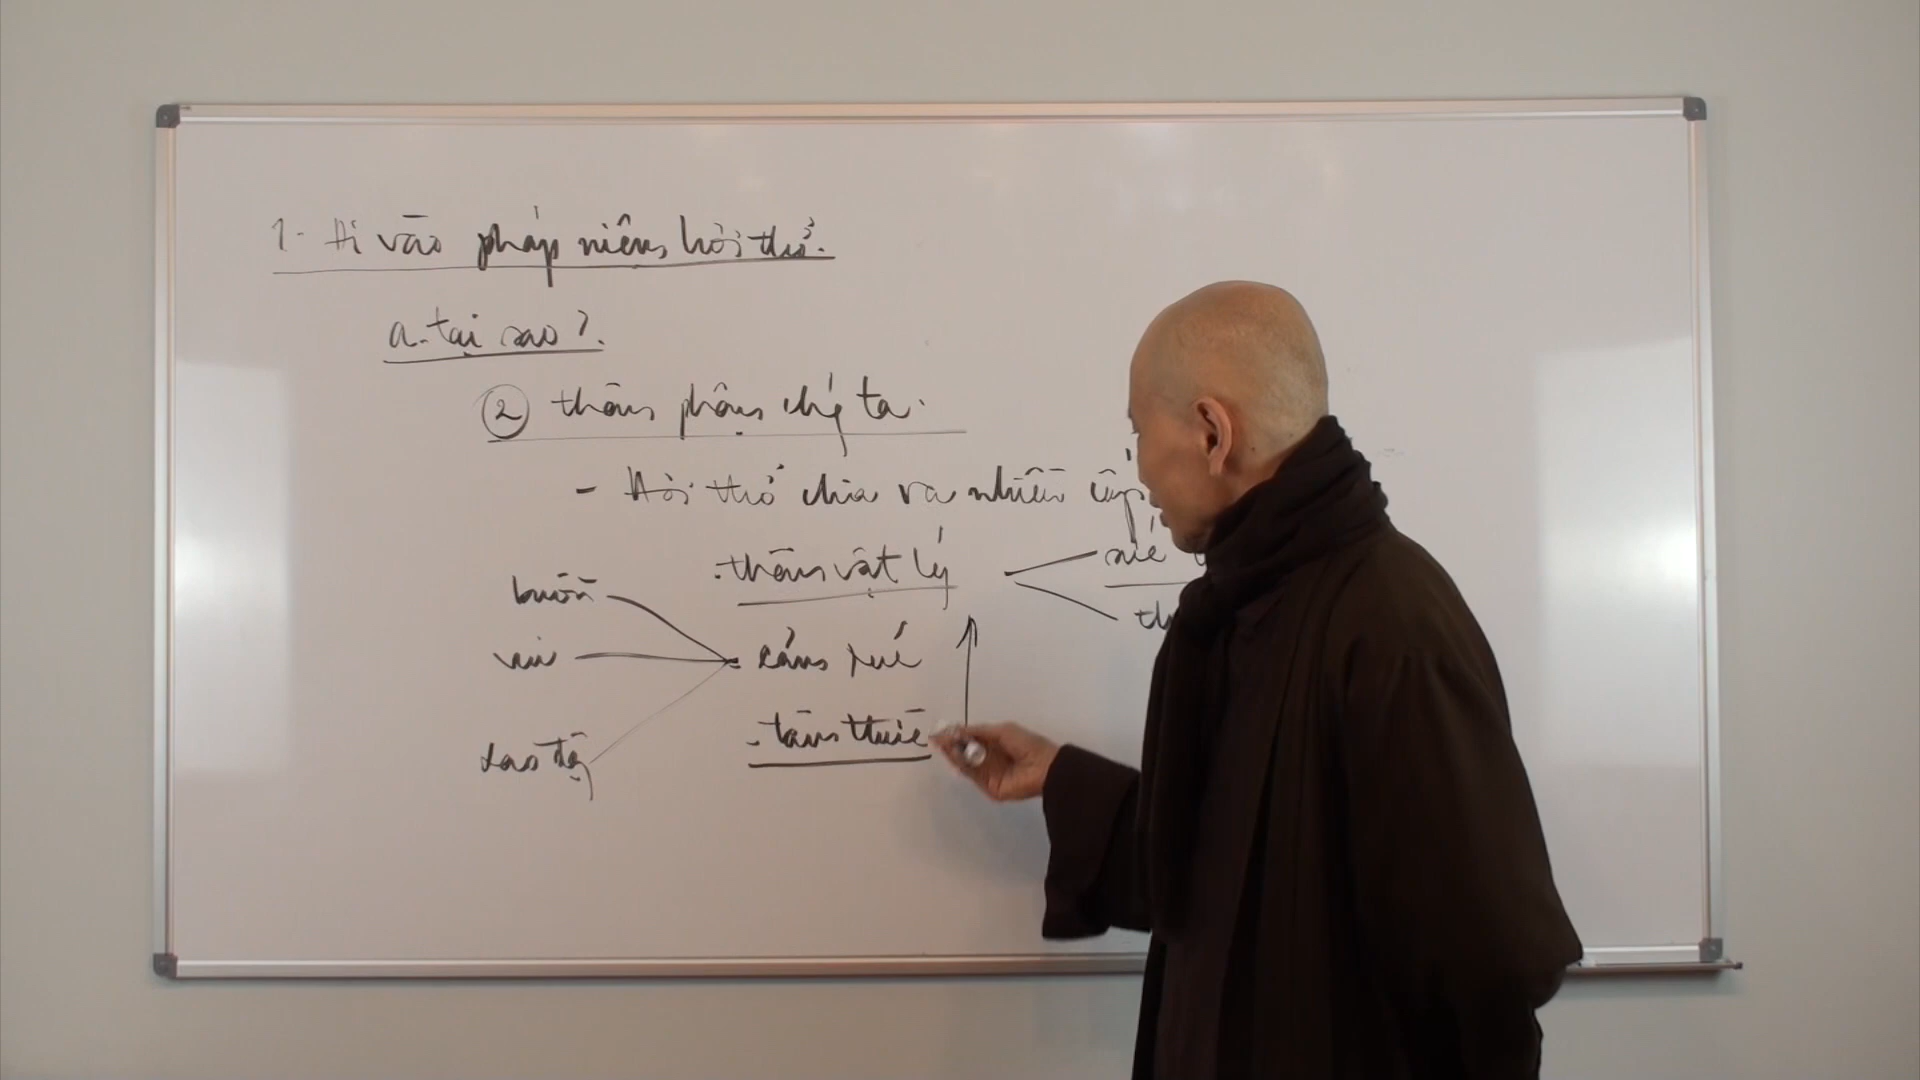 1- Đi vào pháp niệm hơi thở.
a. tại sao?
② thân phận chúng ta.
- Hơi thở chia ra nhiều cấp
. thân vật lý
buồn
vui
cảm xúc
- tâm thức
dao động